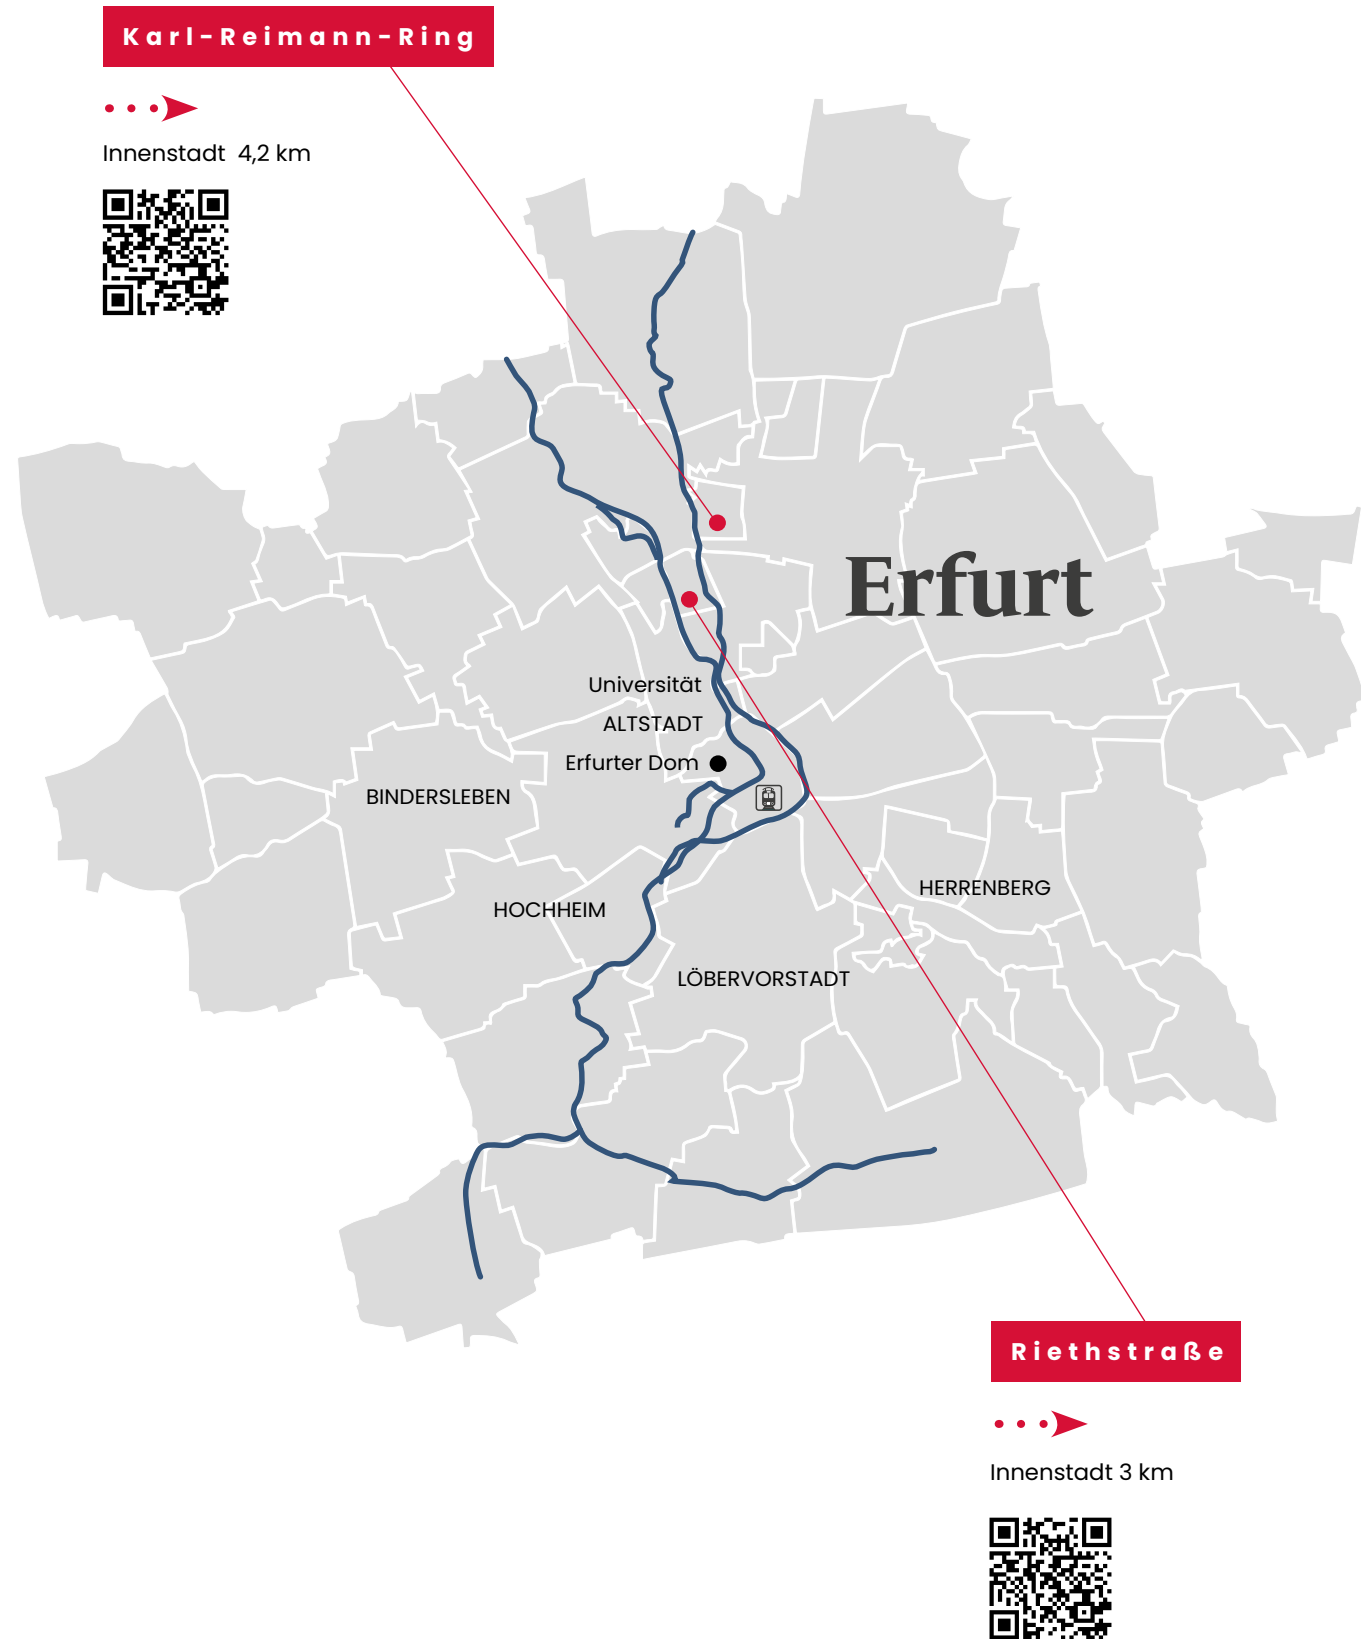 Karl-Reimann-Ring
Innenstadt 4,2 km
Erfurt
Universität
ALTSTADT
Erfurter Dom
BINDERSLEBEN
HERRENBERG
HOCHHEIM
LÖBERVORSTADT
Riethstraße
Innenstadt 3 km